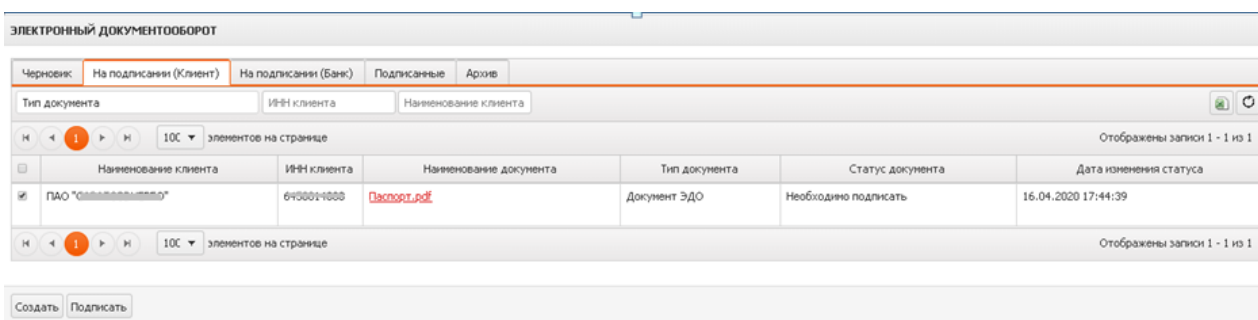 ЭЛЕКТРОННЫЙ ДОКУМЕНТООБОРОТ
Черновик На подписании (Клиент) На подписании (Банк) Подписанные Архив
Тип документа ИНН клиента Наименование клиента
1 10С элементов на странице Отображены записи 1 - 1 из 1
Наименование клиента ИНН клиента Наименование документа Тип документа Статус документа Дата изменения статуса
ПАО Паспорт.pdf Документ ЭДО Необходимо подписать 16.04.2020 17:44:39
1 10С элементов на странице Отображены записи 1 - 1 из 1
Создать Подписать